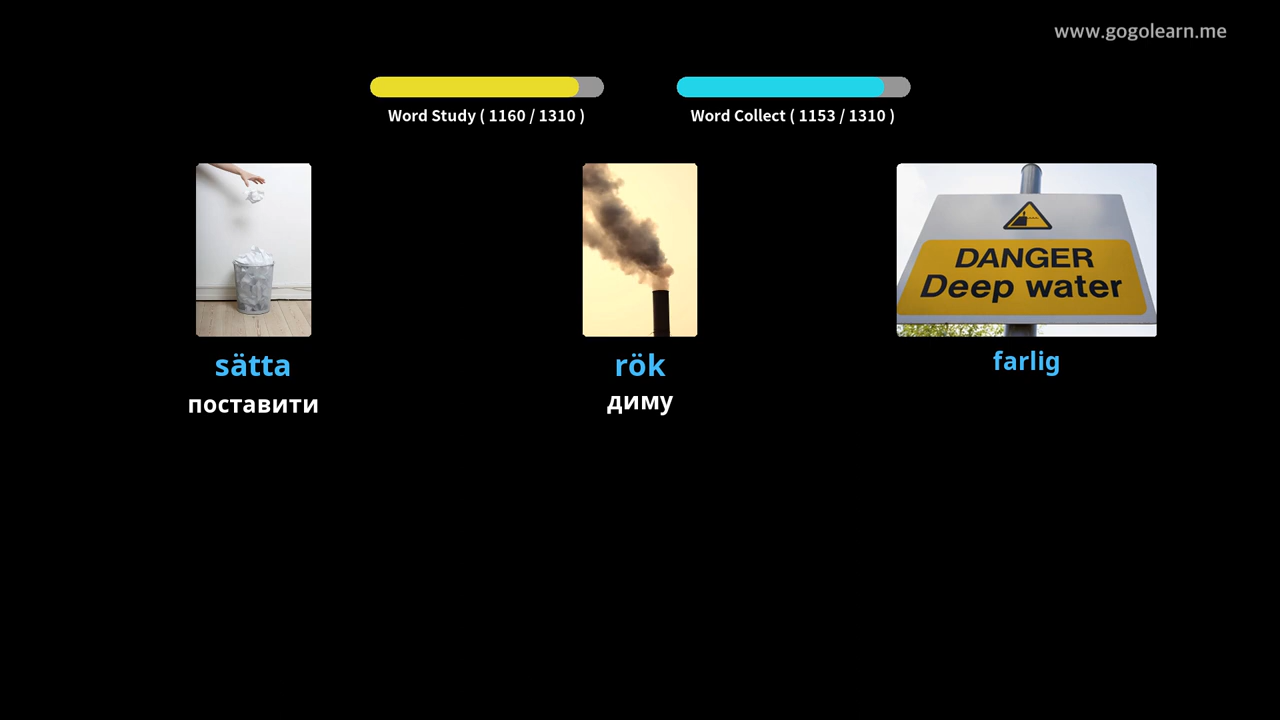 www.gogolearn.me
Word Study ( 1160 / 1310 )
Word Collect ( 1153 / 1310 )
DANGER
Deep water
sätta
rök
farlig
поставити
диму